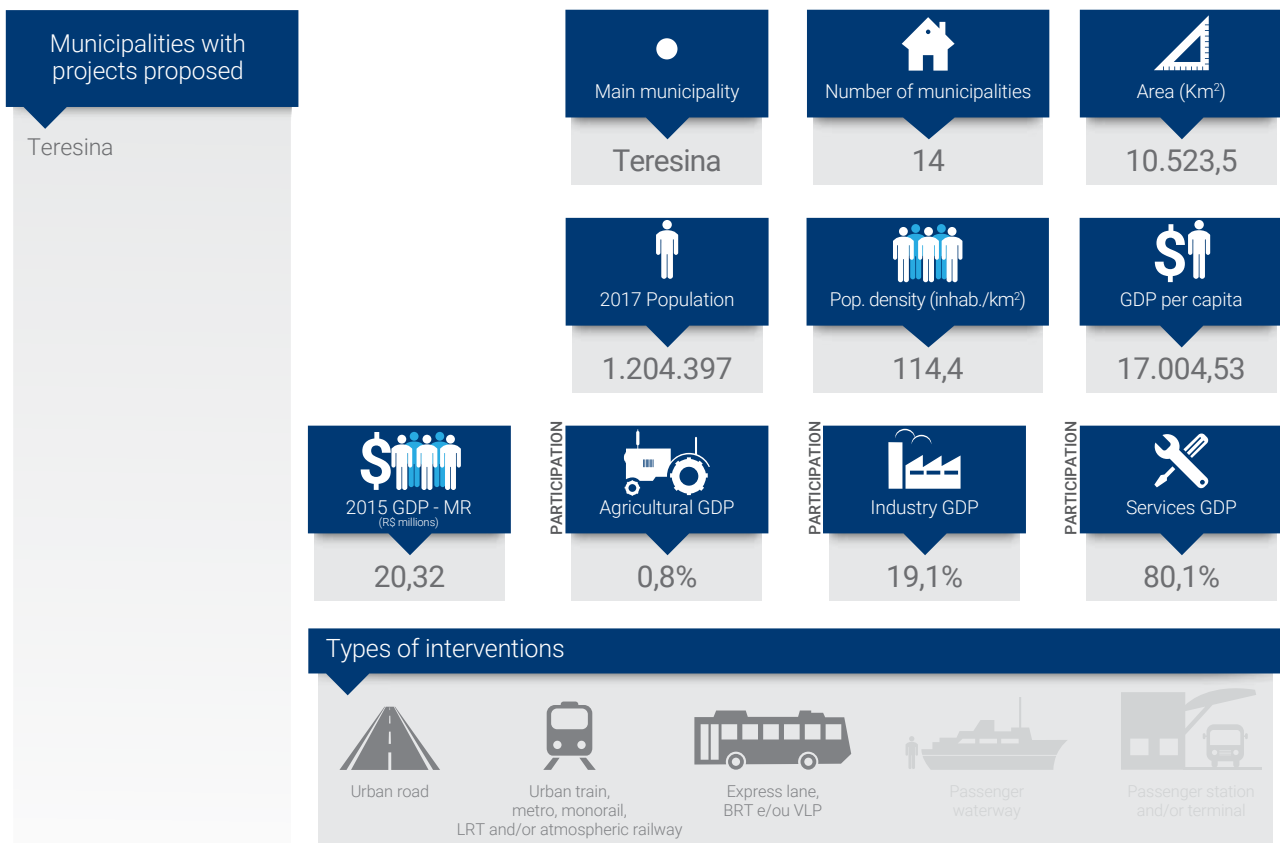 Municipalities with
projects proposed
Teresina
Main municipality
Teresina
Number of municipalities
14
Area (Km²)
10.523,5
2017 Population
1.204.397
Pop. density (inhab./km²)
114,4
GDP per capita
17.004,53
2015 GDP - MR
(R$ millions)
20,32
PARTICIPATION
Agricultural GDP
0,8%
PARTICIPATION
Industry GDP
19,1%
PARTICIPATION
Services GDP
80,1%
Types of interventions
Urban road
Urban train,
metro, monorail,
LRT and/or atmospheric railway
Express lane,
BRT e/ou VLP
Passenger
waterway
Passenger station
and/or terminal